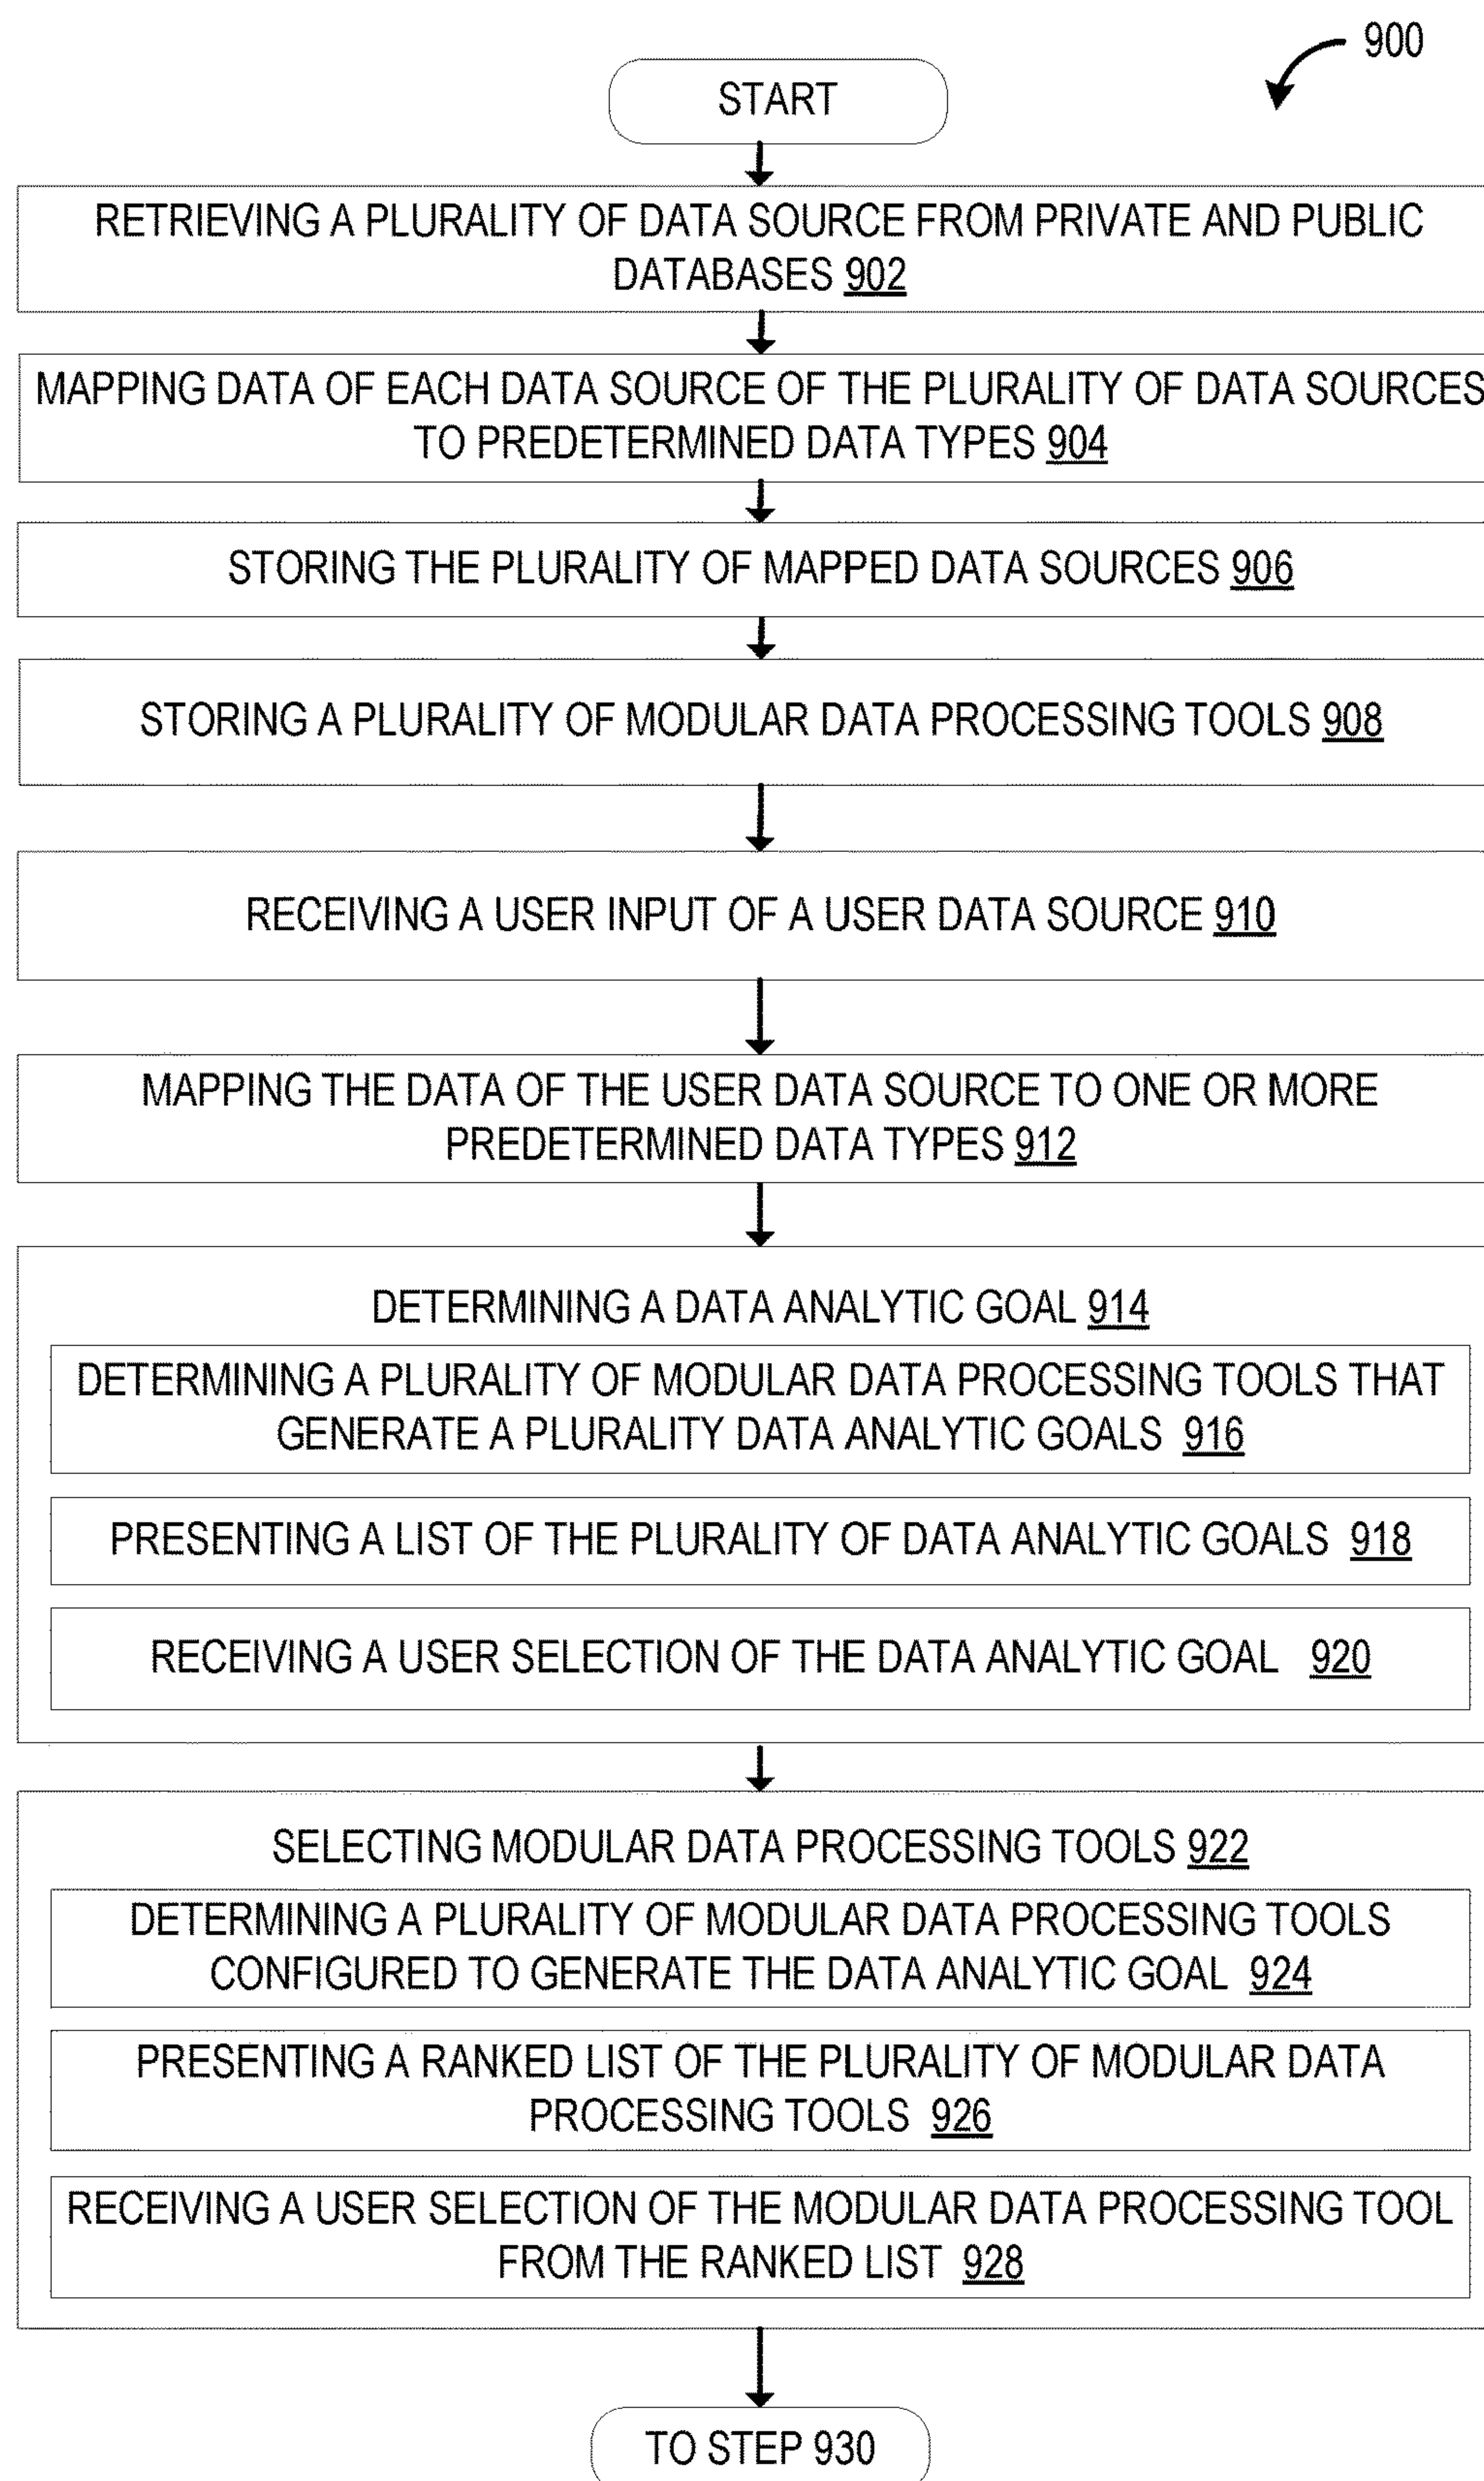 900
START
RETRIEVING A PLURALITY OF DATA SOURCE FROM PRIVATE AND PUBLIC
DATABASES 902
MAPPING DATA OF EACH DATA SOURCE OF THE PLURALITY OF DATA SOURCES
TO PREDETERMINED DATA TYPES 904
STORING THE PLURALITY OF MAPPED DATA SOURCES 906
STORING A PLURALITY OF MODULAR DATA PROCESSING TOOLS 908
RECEIVING A USER INPUT OF A USER DATA SOURCE 910
MAPPING THE DATA OF THE USER DATA SOURCE TO ONE OR MORE
PREDETERMINED DATA TYPES 912
DETERMINING A DATA ANALYTIC GOAL 914
DETERMINING A PLURALITY OF MODULAR DATA PROCESSING TOOLS THAT
GENERATE A PLURALITY DATA ANALYTIC GOALS 916
PRESENTING A LIST OF THE PLURALITY OF DATA ANALYTIC GOALS 918
RECEIVING A USER SELECTION OF THE DATA ANALYTIC GOAL 920
SELECTING MODULAR DATA PROCESSING TOOLS 922
DETERMINING A PLURALITY OF MODULAR DATA PROCESSING TOOLS
CONFIGURED TO GENERATE THE DATA ANALYTIC GOAL 924
PRESENTING A RANKED LIST OF THE PLURALITY OF MODULAR DATA
PROCESSING TOOLS 926
RECEIVING A USER SELECTION OF THE MODULAR DATA PROCESSING TOOL
FROM THE RANKED LIST 928
TO STEP 930